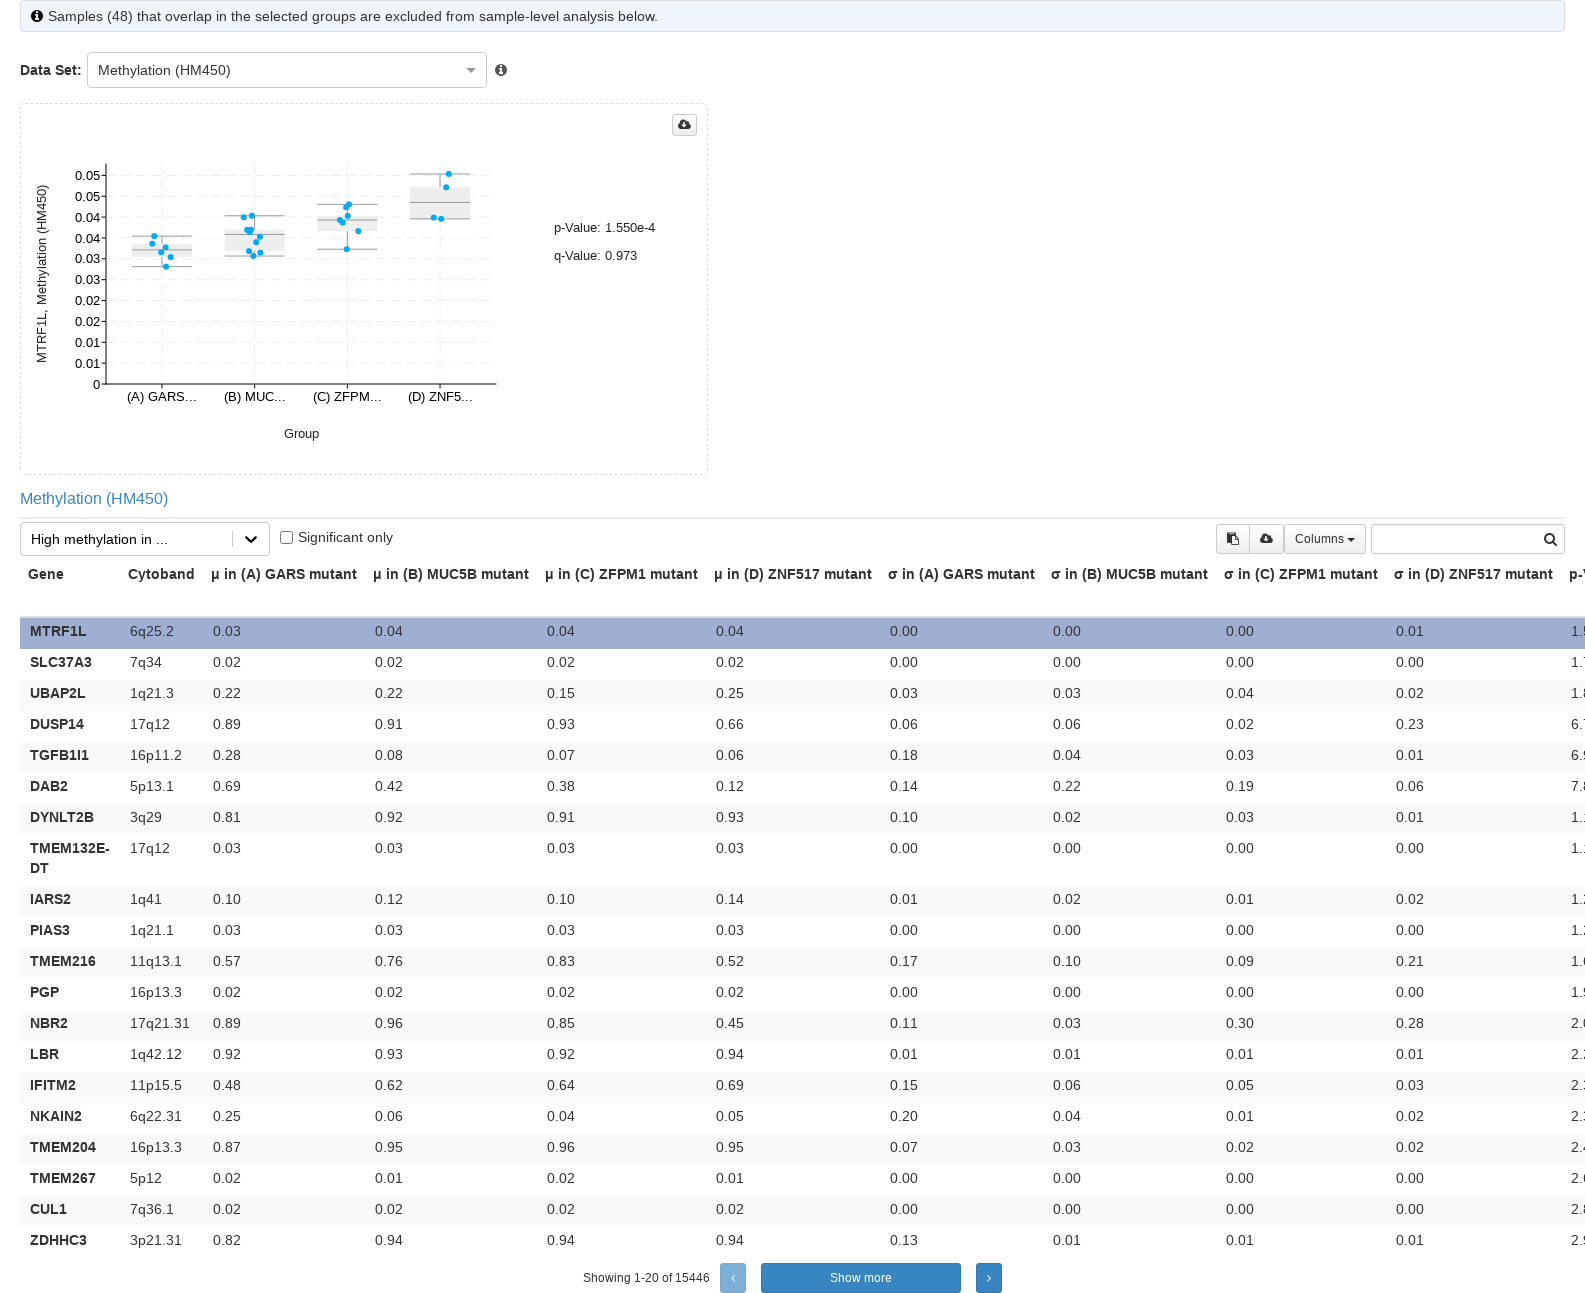 Samples (48) that overlap in the selected groups are excluded from sample-level analysis below.
Data Set: Methylation (HM450)
MTRF1L, Methylation (HM450)
0.05
0.05
0.04
0.04
0.03
0.03
0.02
0.02
0.01
0.01
0
(A) GARS... (B) MUC... (C) ZFPM... (D) ZNF5...
Group
p-Value: 1.550e-4
q-Value: 0.973
Methylation (HM450)
High methylation in ... Significant only Columns
Gene Cytoband μ in (A) GARS mutant μ in (B) MUC5B mutant μ in (C) ZFPM1 mutant μ in (D) ZNF517 mutant σ in (A) GARS mutant σ in (B) MUC5B mutant σ in (C) ZFPM1 mutant σ in (D) ZNF517 mutant
MTRF1L 6q25.2 0.03 0.04 0.04 0.04 0.00 0.00 0.00 0.01
SLC37A3 7q34 0.02 0.02 0.02 0.02 0.00 0.00 0.00 0.00
UBAP2L 1q21.3 0.22 0.22 0.15 0.25 0.03 0.03 0.04 0.02
DUSP14 17q12 0.89 0.91 0.93 0.66 0.06 0.06 0.02 0.23
TGFB1I1 16p11.2 0.28 0.08 0.07 0.06 0.18 0.04 0.03 0.01
DAB2 5p13.1 0.69 0.42 0.38 0.12 0.14 0.22 0.19 0.06
DYNLT2B 3q29 0.81 0.92 0.91 0.93 0.10 0.02 0.03 0.01
TMEM132E- 17q12 0.03 0.03 0.03 0.03 0.00 0.00 0.00 0.00
DT
IARS2 1q41 0.10 0.12 0.10 0.14 0.01 0.02 0.01 0.02
PIAS3 1q21.1 0.03 0.03 0.03 0.03 0.00 0.00 0.00 0.00
TMEM216 11q13.1 0.57 0.76 0.83 0.52 0.17 0.10 0.09 0.21
PGP 16p13.3 0.02 0.02 0.02 0.02 0.00 0.00 0.00 0.00
NBR2 17q21.31 0.89 0.96 0.85 0.45 0.11 0.03 0.30 0.28
LBR 1q42.12 0.92 0.93 0.92 0.94 0.01 0.01 0.01 0.01
IFITM2 11p15.5 0.48 0.62 0.64 0.69 0.15 0.06 0.05 0.03
NKAIN2 6q22.31 0.25 0.06 0.04 0.05 0.20 0.04 0.01 0.02
TMEM204 16p13.3 0.87 0.95 0.96 0.95 0.07 0.03 0.02 0.02
TMEM267 5p12 0.02 0.01 0.02 0.01 0.00 0.00 0.00 0.00
CUL1 7q36.1 0.02 0.02 0.02 0.02 0.00 0.00 0.00 0.00
ZDHHC3 3p21.31 0.82 0.94 0.94 0.94 0.13 0.01 0.01 0.01
Showing 1-20 of 15446 Show more